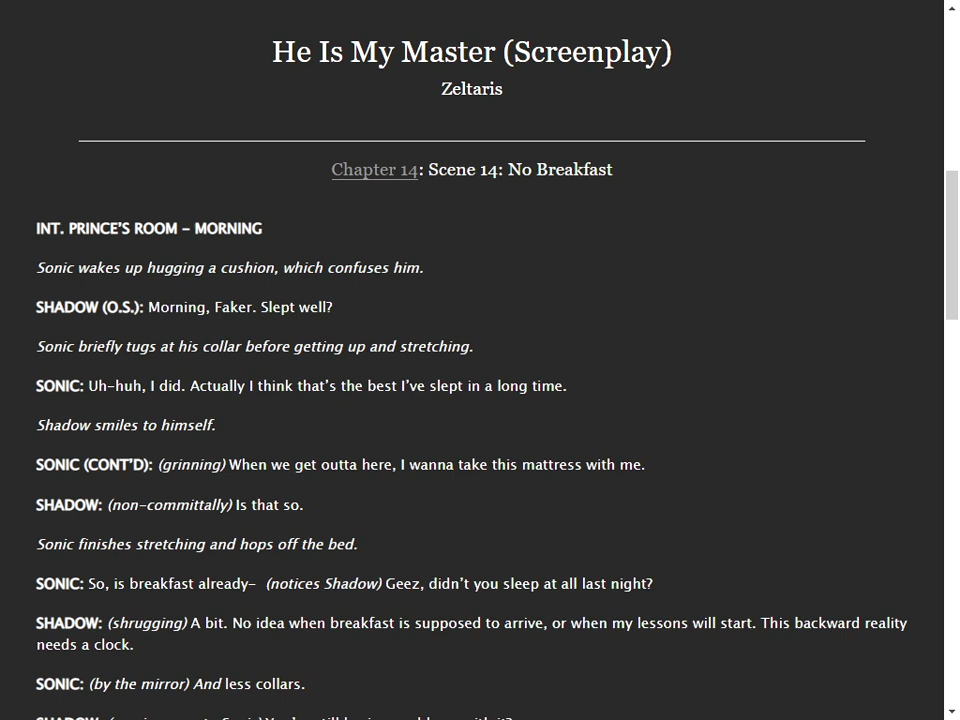 He Is My Master (Screenplay)
Zeltaris
Chapter 14: Scene 14: No Breakfast
INT. PRINCE'S ROOM – MORNING
Sonic wakes up hugging a cushion, which confuses him.
SHADOW (O.S.): Morning, Faker. Slept well?
Sonic briefly tugs at his collar before getting up and stretching.
SONIC: Uh-huh, I did. Actually I think that's the best I've slept in a long time.
Shadow smiles to himself.
SONIC (CONT'D): (grinning) When we get outta here, I wanna take this mattress with me.
SHADOW: (non-committally) Is that so.
Sonic finishes stretching and hops off the bed.
SONIC: So, is breakfast already– (notices Shadow) Geez, didn't you sleep at all last night?
SHADOW: (shrugging) A bit. No idea when breakfast is supposed to arrive, or when my lessons will start. This backward reality
needs a clock.
SONIC: (by the mirror) And less collars.